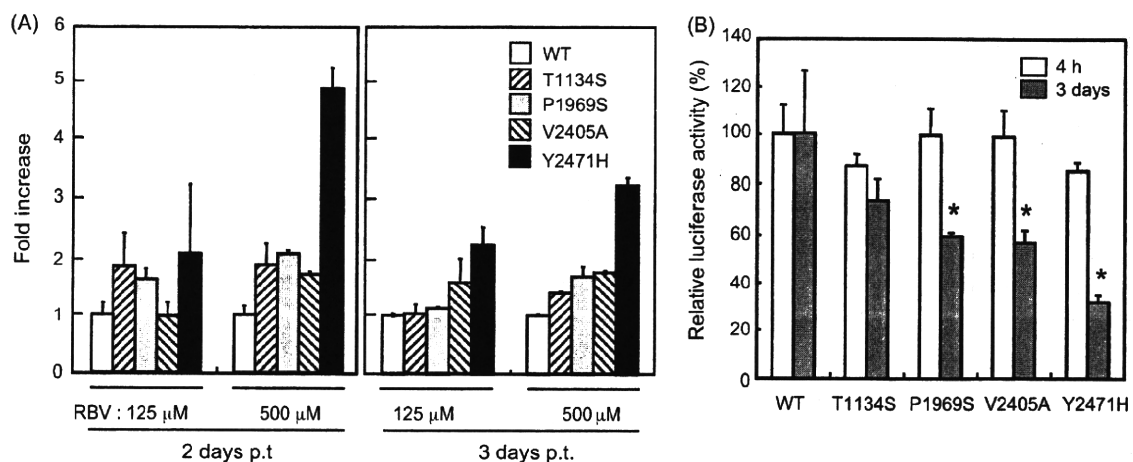 (A)
6
5
4
3
2
1
0
Fold increase
WT
T1134S
P1969S
V2405A
Y2471H
RBV : 125 μM
500 μM
125 μM
500 μM
2 days p.t
3 days p.t.
(B)
140
120
100
80
60
40
20
0
Relative luciferase activity (%)
4 h
3 days
*
*
*
WT
T1134S
P1969S
V2405A
Y2471H